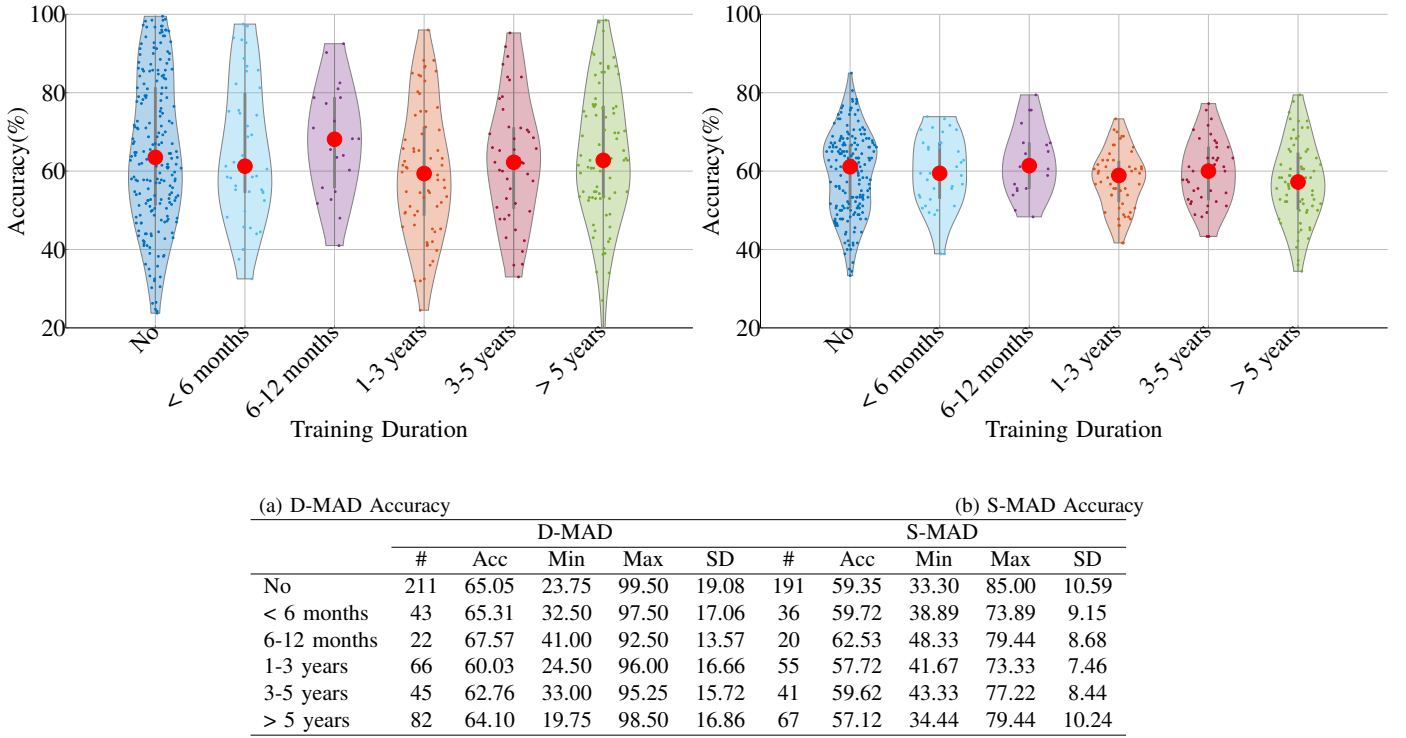 100
80
60
40
20
Accuracy(%)
No
< 6 months
6-12 months
1-3 years
3-5 years
> 5 years
Training Duration
100
80
60
40
20
Accuracy(%)
No
< 6 months
6-12 months
1-3 years
3-5 years
> 5 years
Training Duration
(a) D-MAD Accuracy (b) S-MAD Accuracy
D-MAD S-MAD
# Acc Min Max SD # Acc Min Max SD
No 211 65.05 23.75 99.50 19.08 191 59.35 33.30 85.00 10.59
< 6 months 43 65.31 32.50 97.50 17.06 36 59.72 38.89 73.89 9.15
6-12 months 22 67.57 41.00 92.50 13.57 20 62.53 48.33 79.44 8.68
1-3 years 66 60.03 24.50 96.00 16.66 55 57.72 41.67 73.33 7.46
3-5 years 45 62.76 33.00 95.25 15.72 41 59.62 43.33 77.22 8.44
> 5 years 82 64.10 19.75 98.50 16.86 67 57.12 34.44 79.44 10.24